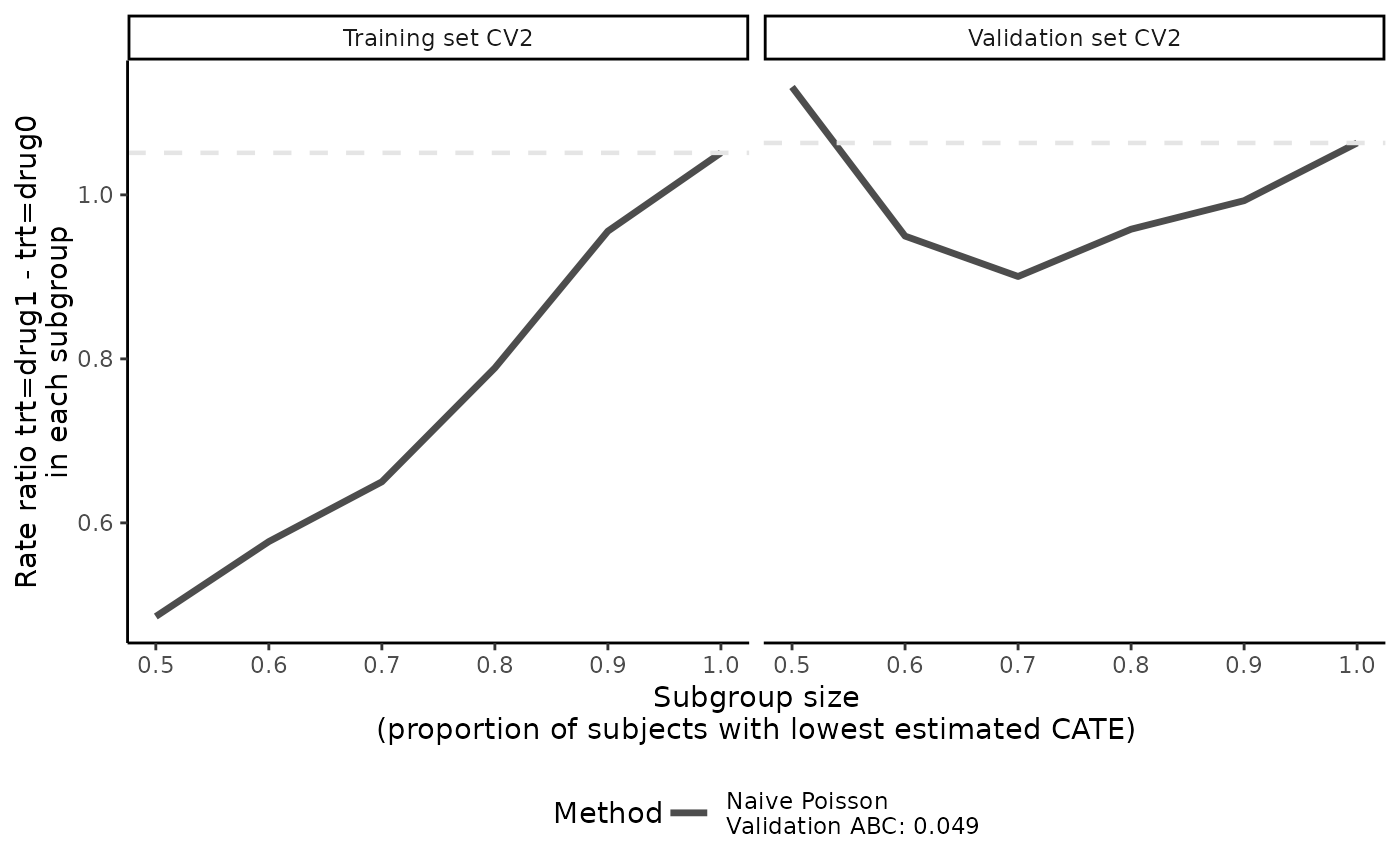 Training set CV2
Validation set CV2
Rate ratio trt=drug1 - trt=drug0
in each subgroup
1.0
0.8
0.6
0.5 0.6 0.7 0.8 0.9 1.0
0.5 0.6 0.7 0.8 0.9 1.0
Subgroup size
(proportion of subjects with lowest estimated CATE)
Method
Naive Poisson
Validation ABC: 0.049